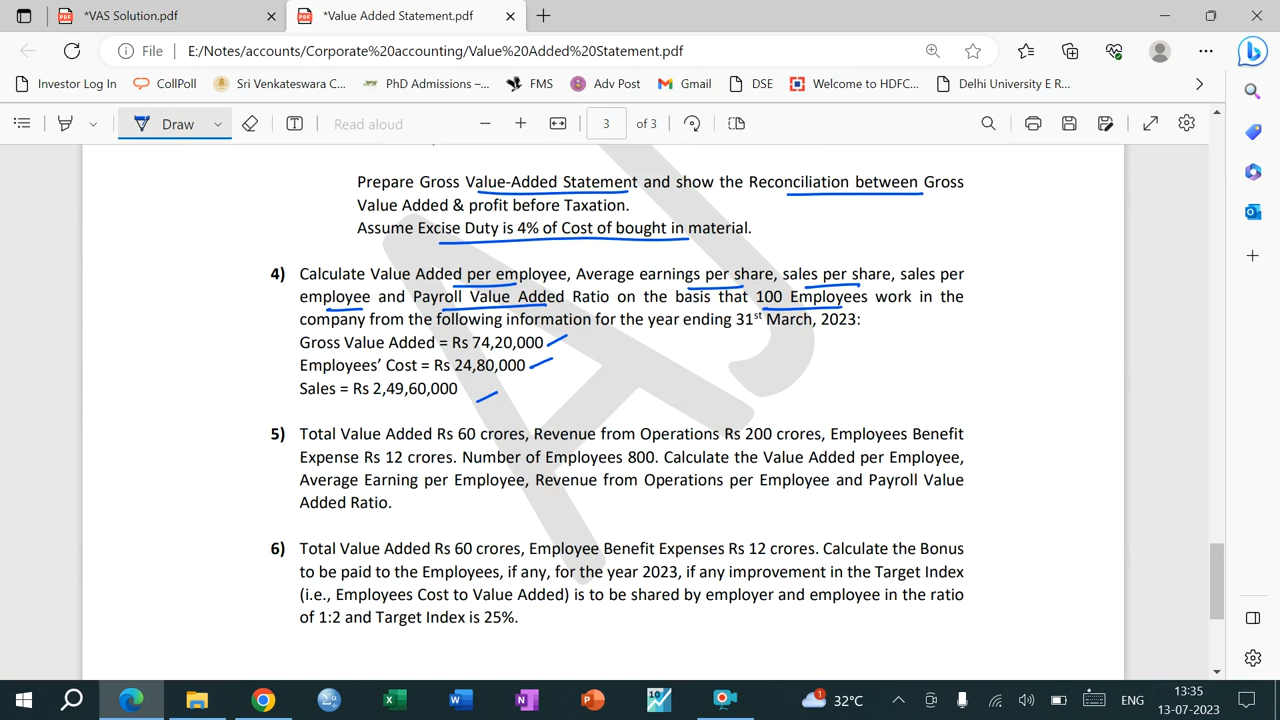 *VAS Solution.pdf
*Value Added Statement.pdf
File
E:/Notes/accounts/Corporate%20accounting/Value%20Added%20Statement.pdf
Investor Log In
CollPoll
Sri Venkateswara C...
PhD Admissions –...
FMS
Adv Post
Gmail
DSE
Welcome to HDFC...
Delhi University E R...
Draw
Read aloud
3
of 3
Prepare Gross Value-Added Statement and show the Reconciliation between Gross
Value Added & profit before Taxation.
Assume Excise Duty is 4% of Cost of bought in material.
4) Calculate Value Added per employee, Average earnings per share, sales per share, sales per
employee and Payroll Value Added Ratio on the basis that 100 Employees work in the
company from the following information for the year ending 31st March, 2023:
Gross Value Added = Rs 74,20,000
Employees’ Cost = Rs 24,80,000
Sales = Rs 2,49,60,000
5) Total Value Added Rs 60 crores, Revenue from Operations Rs 200 crores, Employees Benefit
Expense Rs 12 crores. Number of Employees 800. Calculate the Value Added per Employee,
Average Earning per Employee, Revenue from Operations per Employee and Payroll Value
Added Ratio.
6) Total Value Added Rs 60 crores, Employee Benefit Expenses Rs 12 crores. Calculate the Bonus
to be paid to the Employees, if any, for the year 2023, if any improvement in the Target Index
(i.e., Employees Cost to Value Added) is to be shared by employer and employee in the ratio
of 1:2 and Target Index is 25%.
AJ
1
32°C
ENG
13:35
13-07-2023